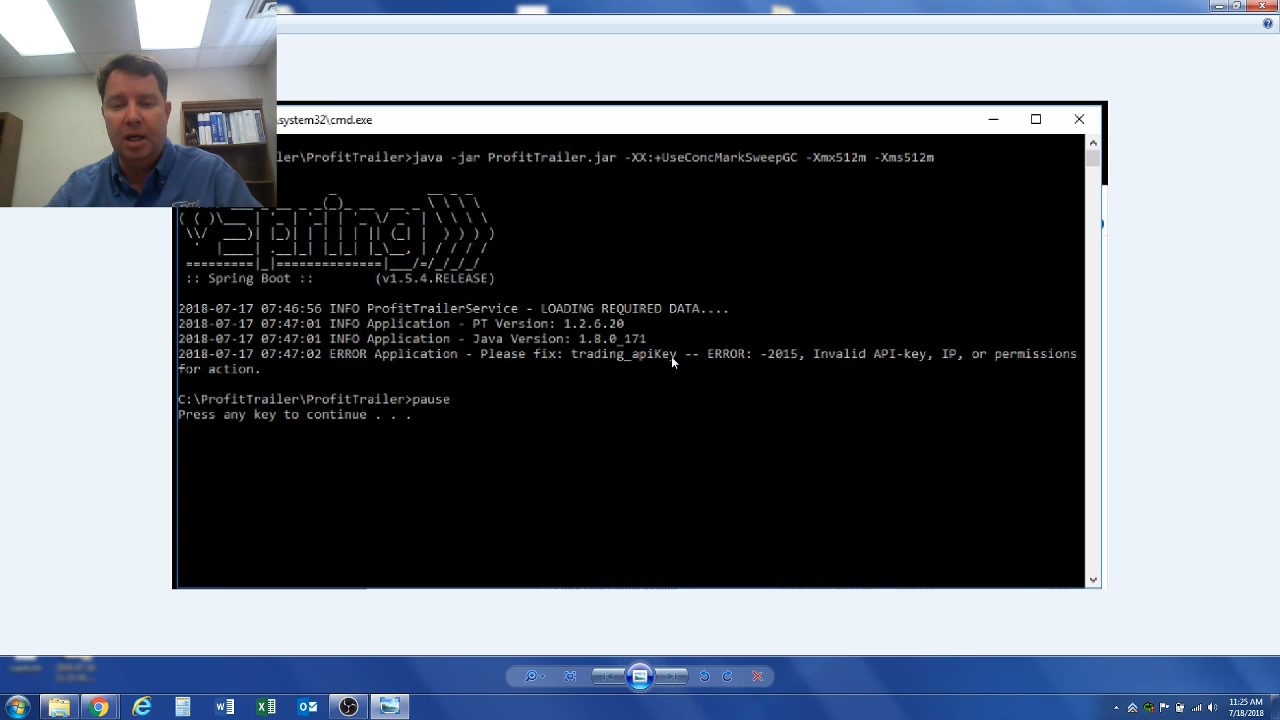 \system32\cmd.exe
ler\ProfitTrailer>java -jar ProfitTrailer.jar -XX:+UseConcMarkSweepGC -Xmx512m -Xms512m
:: Spring Boot :: (v1.5.4.RELEASE)
2018-07-17 07:46:56 INFO ProfitTrailerService - LOADING REQUIRED DATA....
2018-07-17 07:47:01 INFO Application - PT Version: 1.2.6.20
2018-07-17 07:47:01 INFO Application - Java Version: 1.8.0_171
2018-07-17 07:47:02 ERROR Application - Please fix: trading_apiKey -- ERROR: -2015, Invalid API-key, IP, or permissions
for action.
C:\ProfitTrailer\ProfitTrailer>pause
Press any key to continue . . .
11:25 AM
7/18/2018